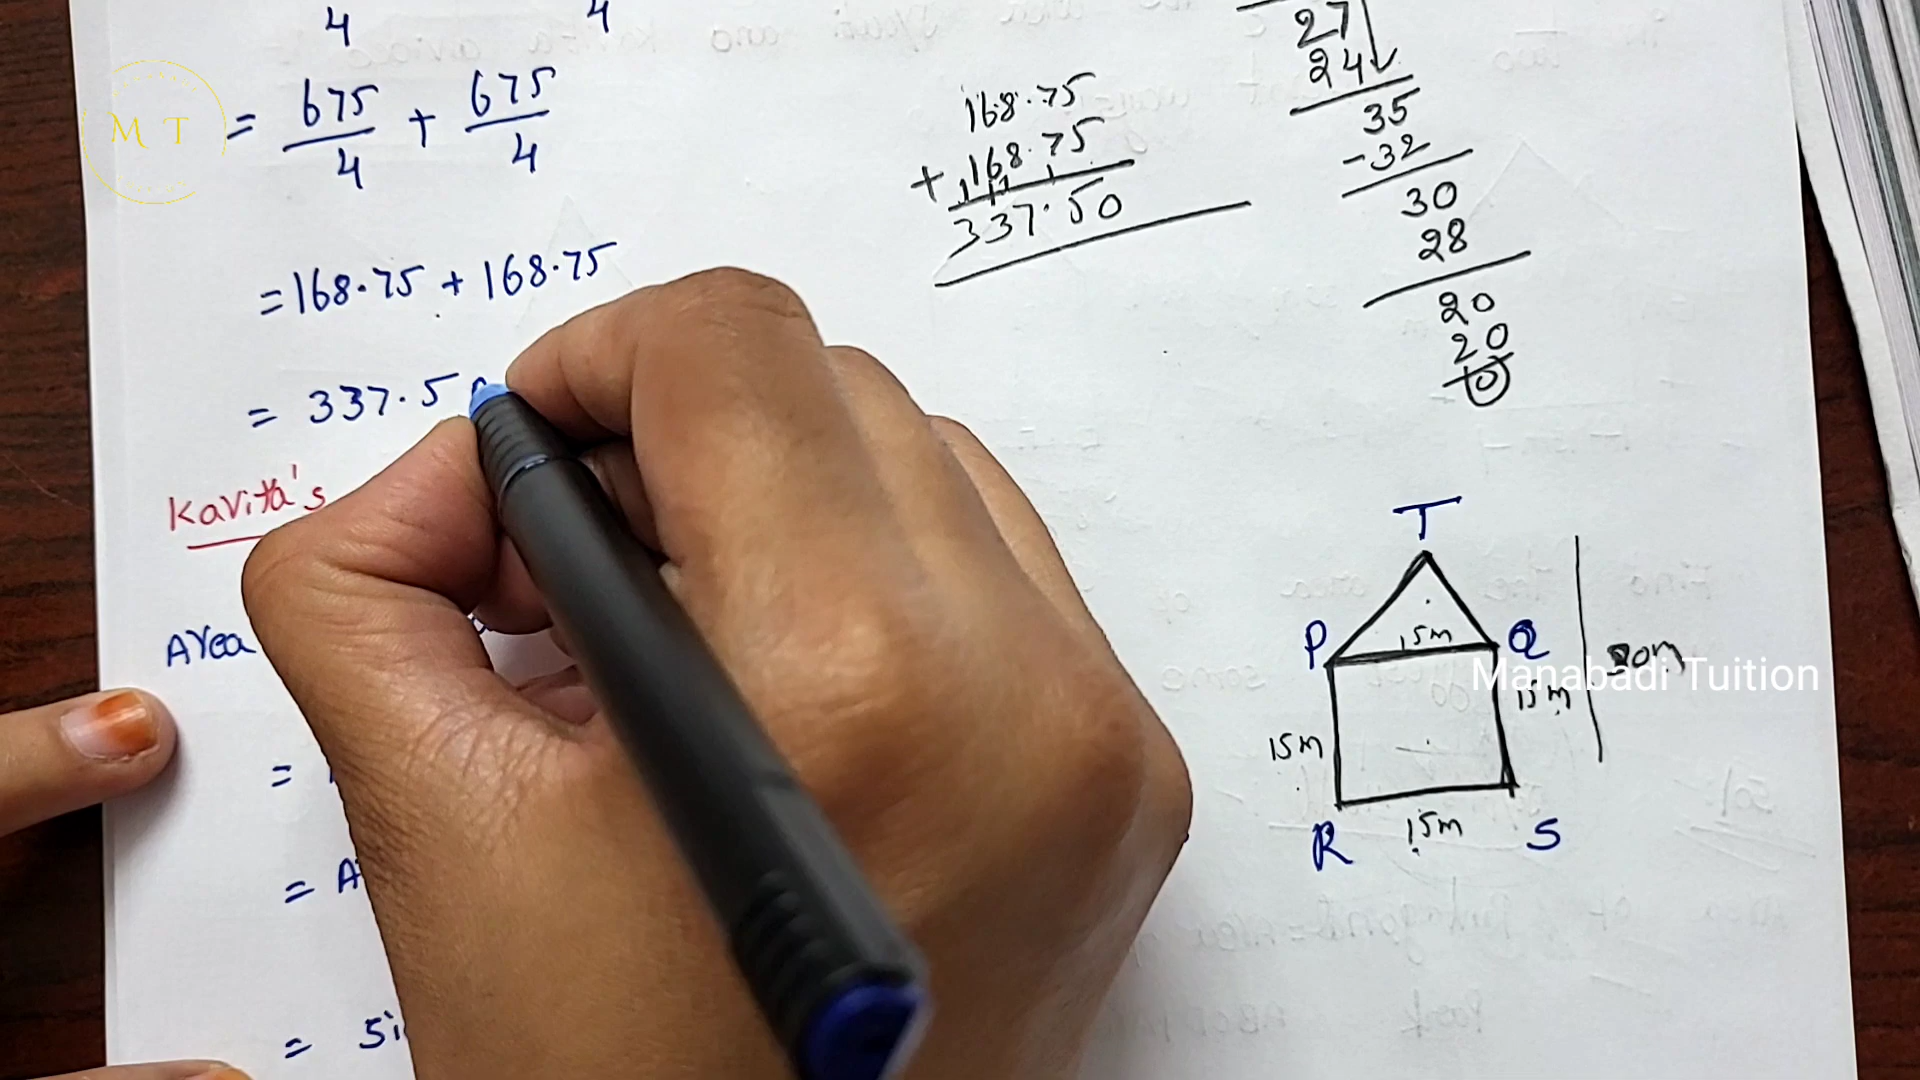 4 4
= 675/4 + 675/4
= 168.75 + 168.75
= 337.5
Kavita's
Area
=
= A
= Si
M T
168.75
+ 168.75
337.50
27
24
35
-32
30
28
20
20
0
T
P 15m Q
15m
15m
R 15m S
Manabadi Tuition